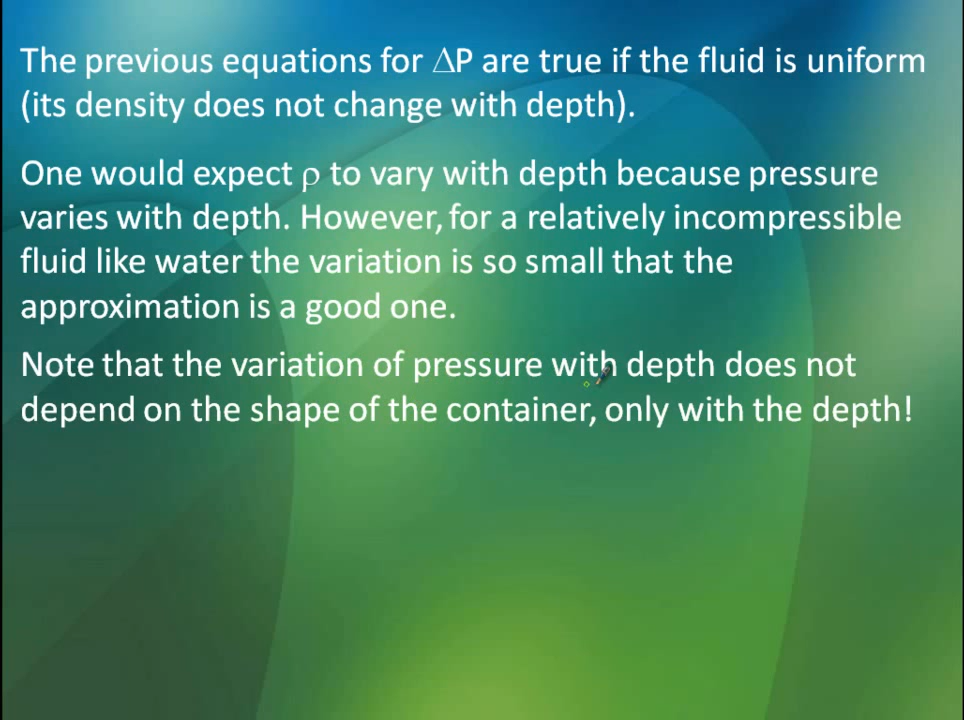 The previous equations for ΔP are true if the fluid is uniform
(its density does not change with depth).
One would expect ρ to vary with depth because pressure
varies with depth. However, for a relatively incompressible
fluid like water the variation is so small that the
approximation is a good one.
Note that the variation of pressure with depth does not
depend on the shape of the container, only with the depth!